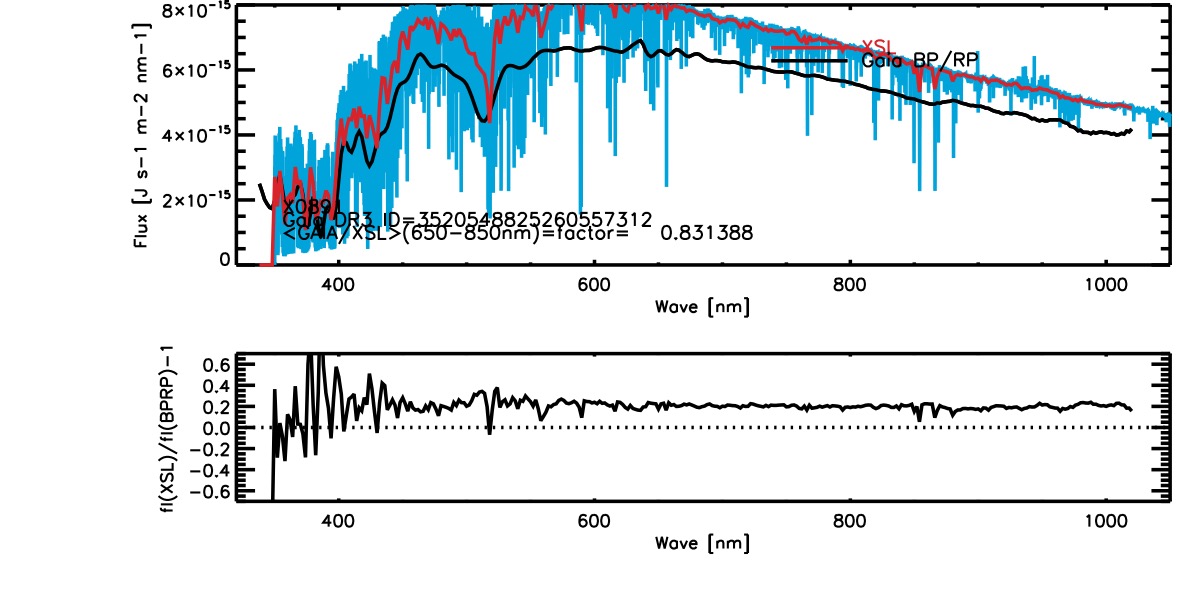 8×10−15
6×10−15
4×10−15
2×10−15
0
Flux [J s−1 m−2 nm−1]
XSL
Gaia BP/RP
X0891
Gaia DR3 ID=3520548825260557312
<GAIA/XSL>(650−850nm)=factor= 0.831388
400 600 800 1000
Wave [nm]
0.6
0.4
0.2
0.0
−0.2
−0.4
−0.6
fl(XSL)/fl(BPRP)−1
400 600 800 1000
Wave [nm]